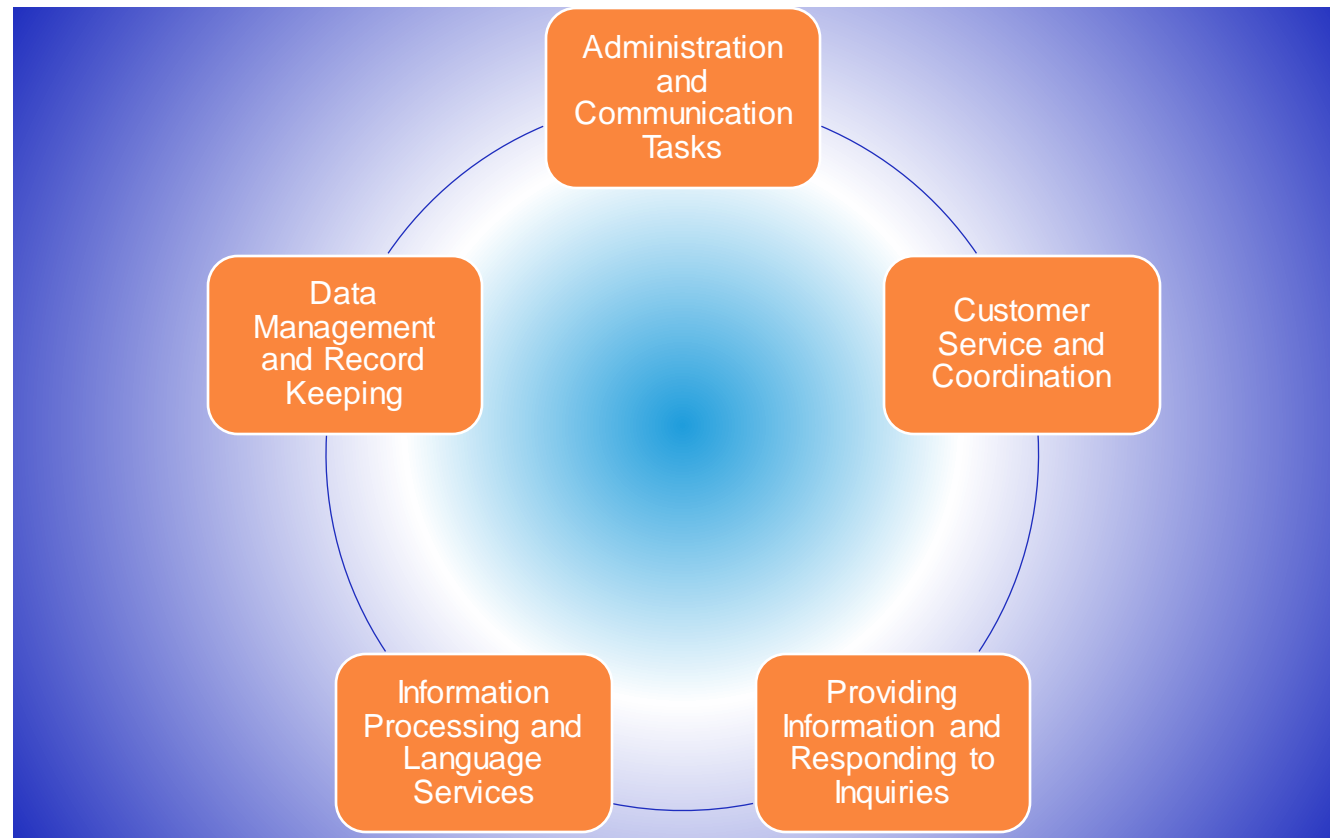 Administration
and
Communication
Tasks
Customer
Service and
Coordination
Providing
Information and
Responding to
Inquiries
Information
Processing and
Language
Services
Data
Management
and Record
Keeping